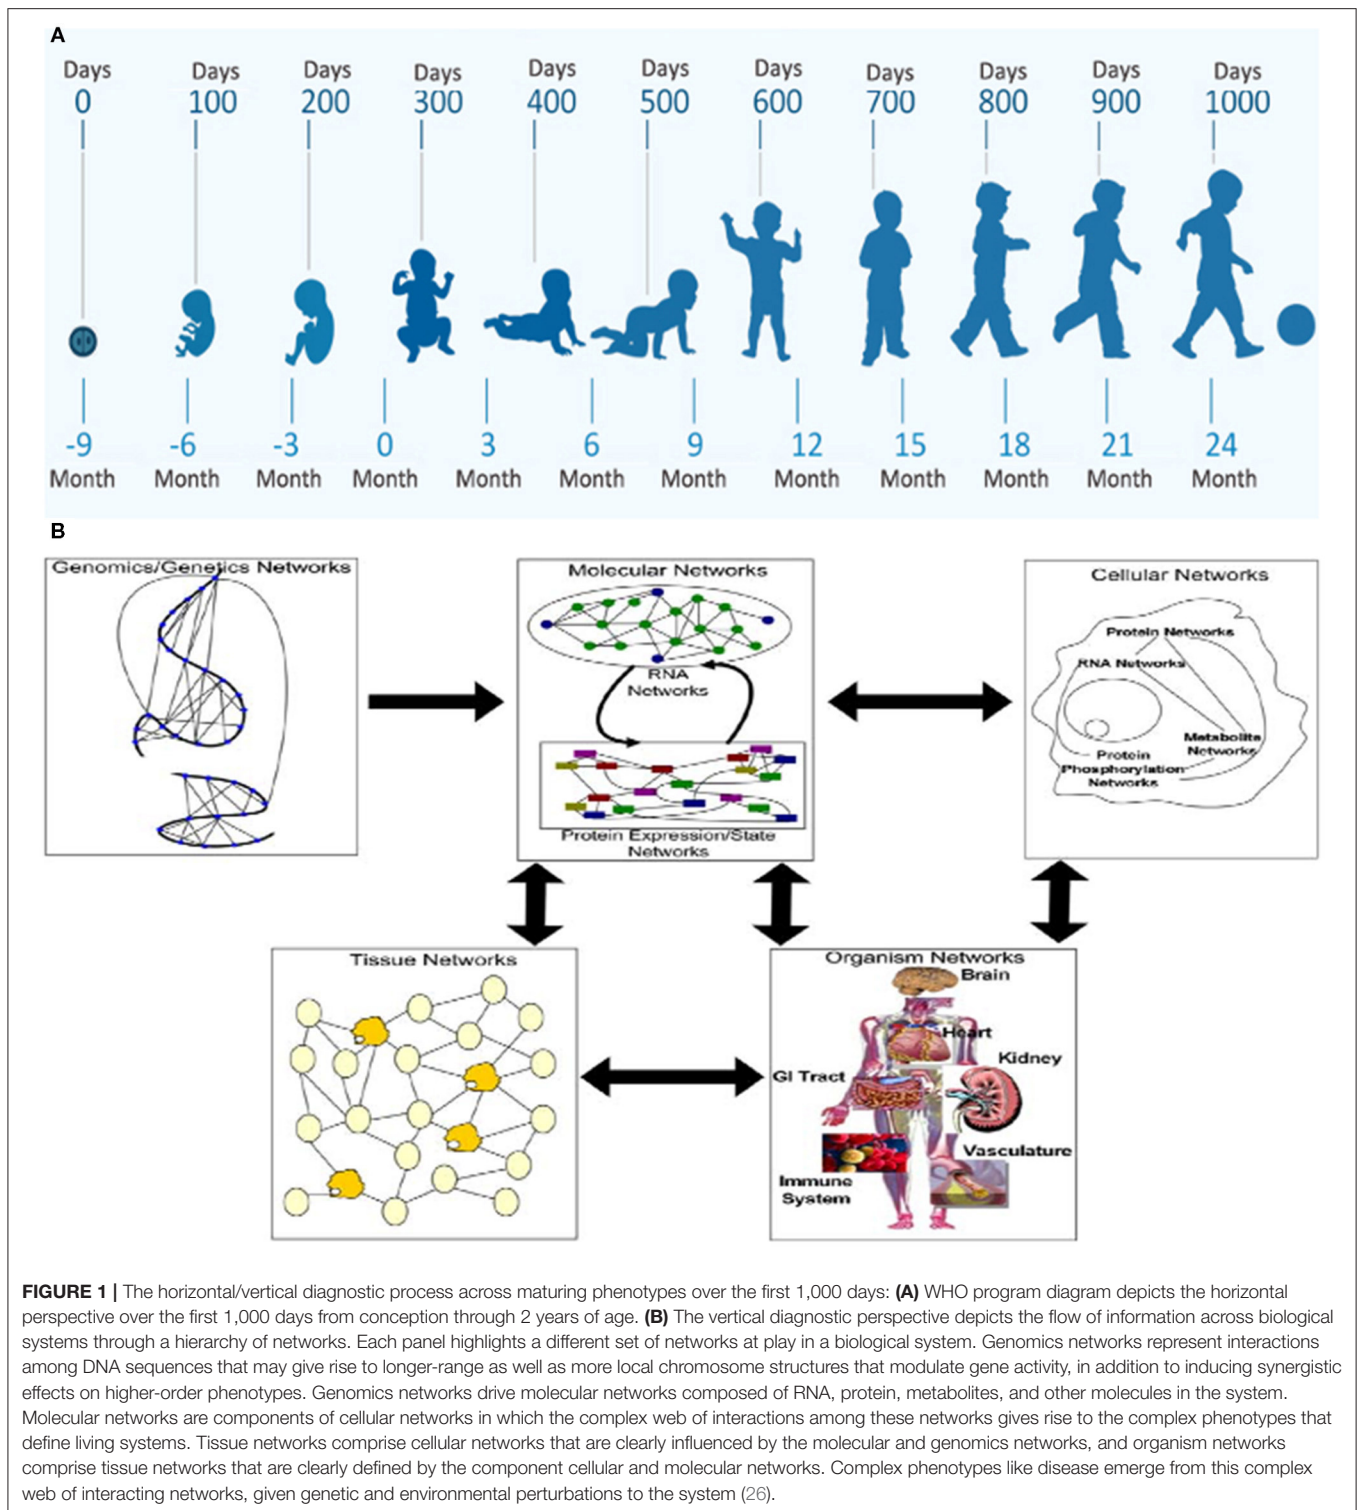 A
Days Days Days Days Days Days Days Days Days Days Days
0 100 200 300 400 500 600 700 800 900 1000
-9 -6 -3 0 3 6 9 12 15 18 21 24
Month Month Month Month Month Month Month Month Month Month Month Month
B
Genomics/Genetics Networks
Molecular Networks
RNA
Networks
Protein Expression/State
Networks
Cellular Networks
Protein Networks
RNA Networks
Metabolite
Networks
Protein
Phosphorylation
Networks
Tissue Networks
Organism Networks
Brain
Heart
Kidney
GI Tract
Vasculature
Immune
System
FIGURE 1 | The horizontal/vertical diagnostic process across maturing phenotypes over the first 1,000 days: (A) WHO program diagram depicts the horizontal
perspective over the first 1,000 days from conception through 2 years of age. (B) The vertical diagnostic perspective depicts the flow of information across biological
systems through a hierarchy of networks. Each panel highlights a different set of networks at play in a biological system. Genomics networks represent interactions
among DNA sequences that may give rise to longer-range as well as more local chromosome structures that modulate gene activity, in addition to inducing synergistic
effects on higher-order phenotypes. Genomics networks drive molecular networks composed of RNA, protein, metabolites, and other molecules in the system.
Molecular networks are components of cellular networks in which the complex web of interactions among these networks gives rise to the complex phenotypes that
define living systems. Tissue networks comprise cellular networks that are clearly influenced by the molecular and genomics networks, and organism networks
comprise tissue networks that are clearly defined by the component cellular and molecular networks. Complex phenotypes like disease emerge from this complex
web of interacting networks, given genetic and environmental perturbations to the system (26).